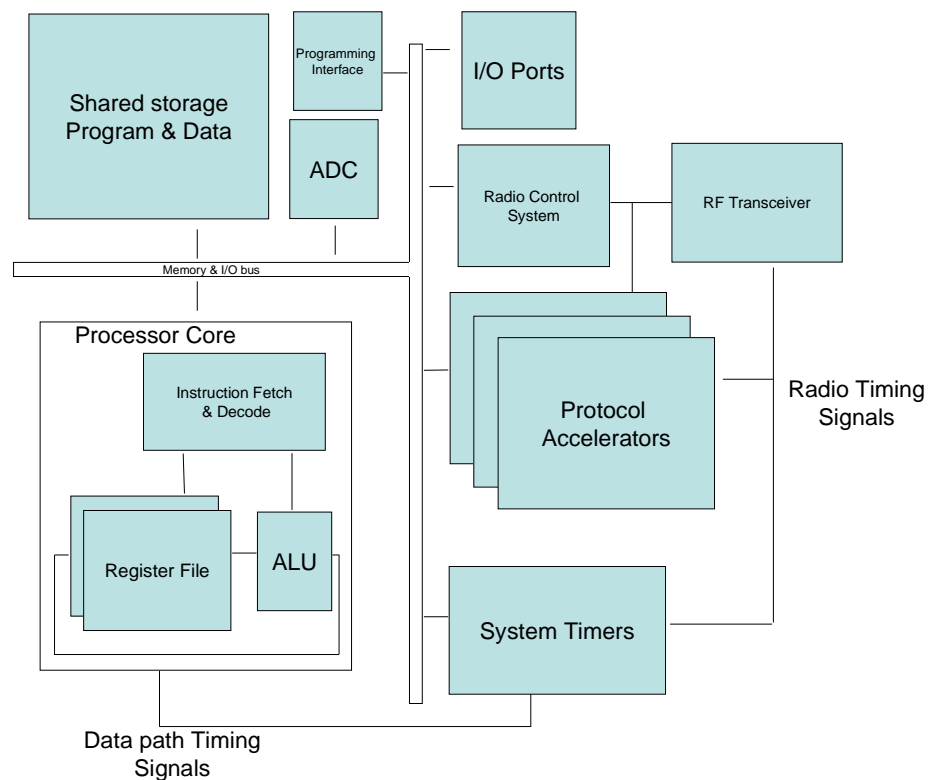 Shared storage
Program & Data
Programming
Interface
ADC
I/O Ports
Radio Control
System
RF Transceiver
Memory & I/O bus
Processor Core
Instruction Fetch
& Decode
Register File
ALU
Protocol
Accelerators
Radio Timing
Signals
System Timers
Data path Timing
Signals